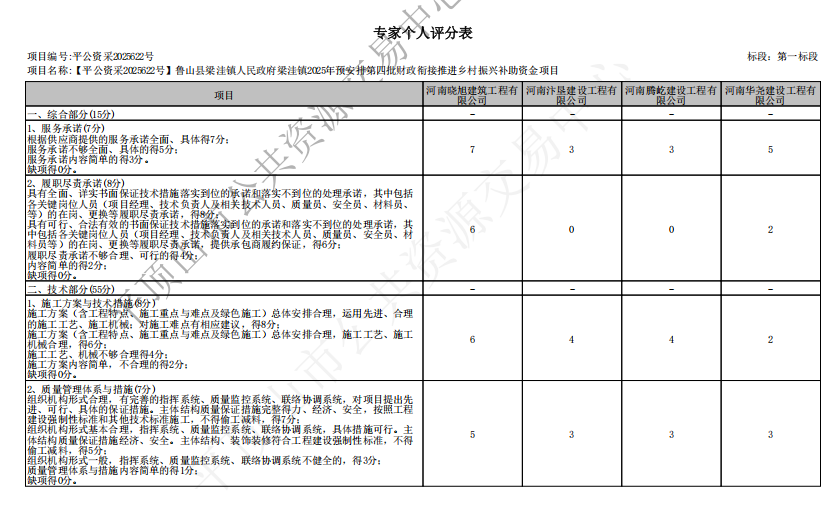 专家个人评分表
项目编号:平公资采2025622号
标段：第一标段
项目名称:【平公资采2025622号】鲁山县梁洼镇人民政府梁洼镇2025年预安排第四批财政衔接推进乡村振兴补助资金项目
项目
河南晓旭建筑工程有限公司
河南汴垦建设工程有限公司
河南腾屹建设工程有限公司
河南华尧建设工程有限公司
一、综合部分(15分)
－ － － －
1、服务承诺(7分)
根据供应商提供的服务承诺全面、具体得7分；
服务承诺不够全面、具体的得5分；
服务承诺内容简单的得3分。
缺项得0分。
7 3 3 5
2、履职尽责承诺(8分)
具有全面、详实书面保证技术措施落实到位的承诺和落实不到位的处理承诺，其中包括
各关键岗位人员（项目经理、技术负责人及相关技术人员、质量员、安全员、材料员、
等）的在岗、更换等履职尽责承诺，得8分；
具有可行、合法有效的书面保证技术措施落实到位的承诺和落实不到位的处理承诺，其
中包括各关键岗位人员（项目经理、技术负责人及相关技术人员、质量员、安全员、材
料员等）的在岗、更换等履职尽责承诺，提供承包商履约保证，得6分；
履职尽责承诺不够合理、可行的得4分；
内容简单的得2分；
缺项得0分。
6 0 0 2
二、技术部分(55分)
－ － － －
1、施工方案与技术措施(8分)
施工方案（含工程特点、施工重点与难点及绿色施工）总体安排合理，运用先进、合理
的施工工艺、施工机械；对施工难点有相应建议，得8分；
施工方案（含工程特点、施工重点与难点及绿色施工）总体安排合理，施工工艺、施工
机械合理，得6分；
施工工艺、机械不够合理得4分；
施工方案内容简单，不合理的得2分；
缺项得0分。
6 4 4 2
2、质量管理体系与措施(7分)
组织机构形式合理，有完善的指挥系统、质量监控系统、联络协调系统，对项目提出先
进、可行、具体的保证措施。主体结构质量保证措施完整得力、经济、安全，按照工程
建设强制性标准和其他技术标准施工，不得偷工减料，得7分；
组织机构形式基本合理，指挥系统、质量监控系统、联络协调系统，具体措施可行。主
体结构质量保证措施经济、安全。主体结构、装饰装修符合工程建设强制性标准，不得
偷工减料，得5分；
组织机构形式一般，指挥系统、质量监控系统、联络协调系统不健全的，得3分；
质量管理体系与措施内容简单的得1分；
缺项得0分。
5 3 3 3